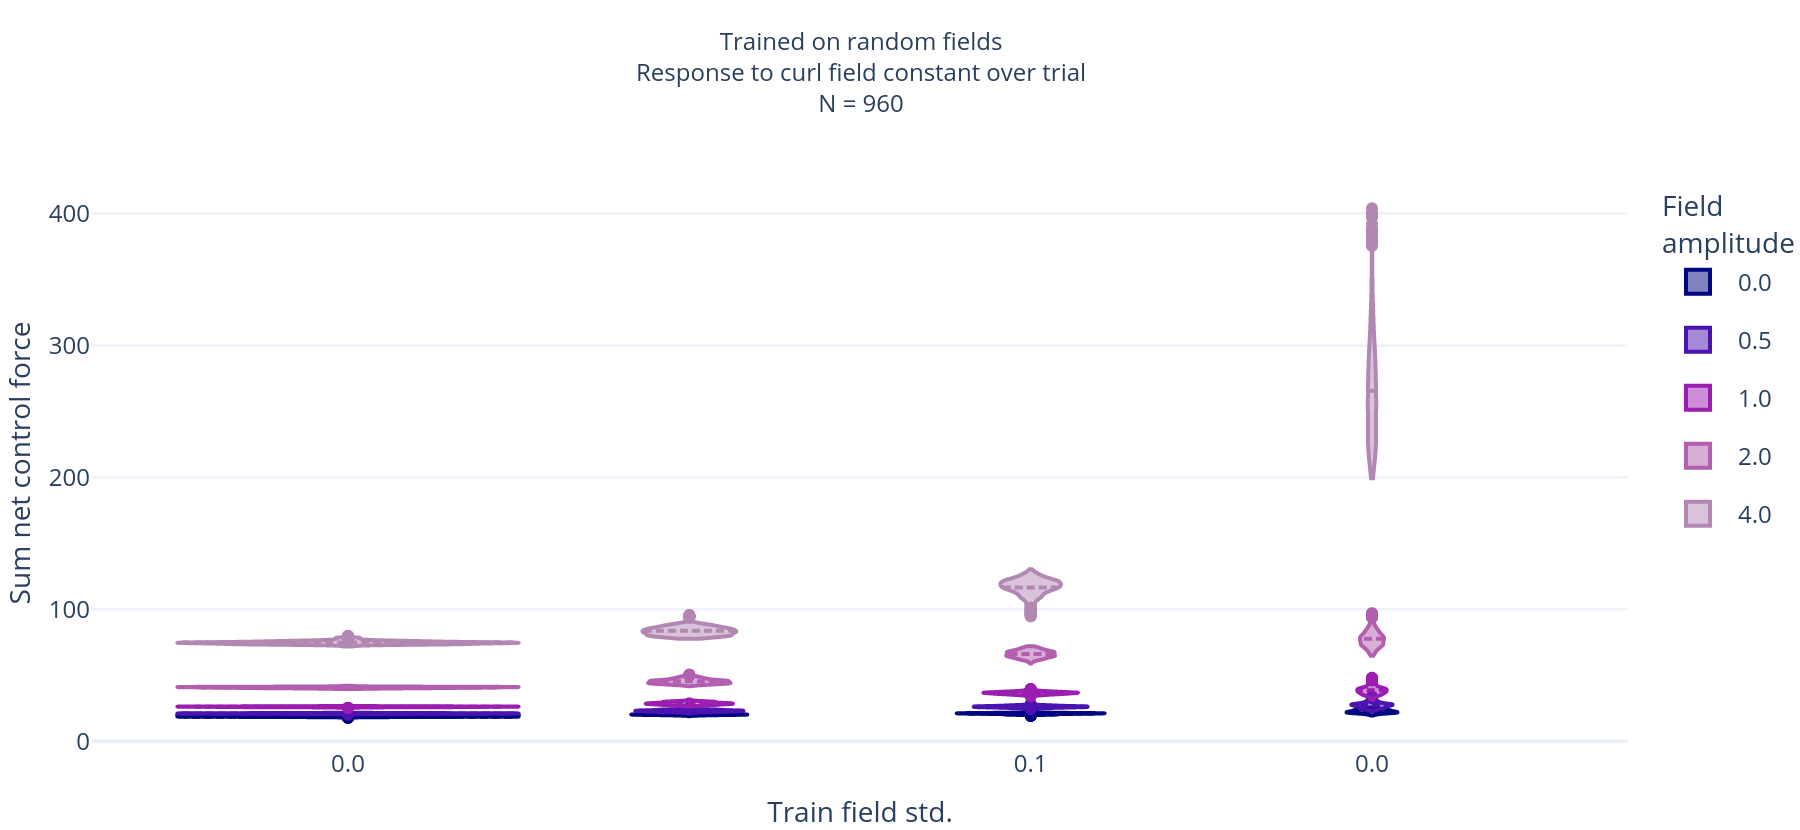 Trained on random fields
Response to curl field constant over trial
N = 960
Sum net control force
400
300
200
100
0
0.0
0.1
0.0
Train field std.
Field
amplitude
0.0
0.5
1.0
2.0
4.0